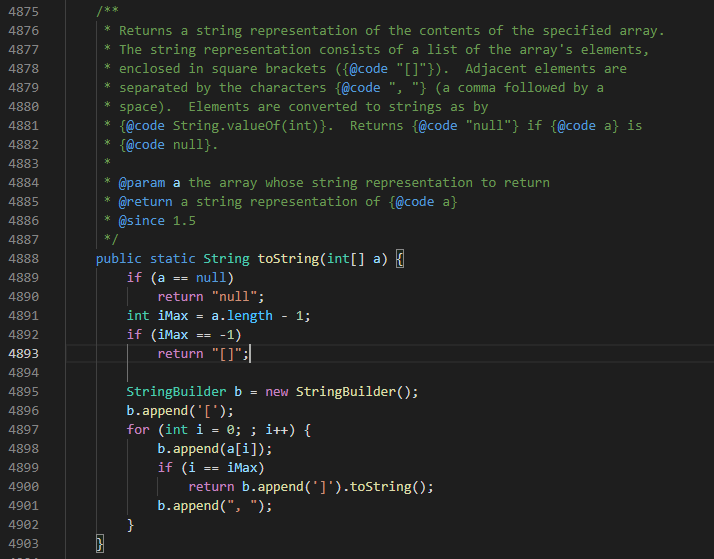 4875 /**
4876  * Returns a string representation of the contents of the specified array.
4877  * The string representation consists of a list of the array's elements,
4878  * enclosed in square brackets ({@code "[]"}).  Adjacent elements are
4879  * separated by the characters {@code ", "} (a comma followed by a
4880  * space).  Elements are converted to strings as by
4881  * {@code String.valueOf(int)}.  Returns {@code "null"} if {@code a} is
4882  * {@code null}.
4883  *
4884  * @param a the array whose string representation to return
4885  * @return a string representation of {@code a}
4886  * @since 1.5
4887  */
4888 public static String toString(int[] a) {
4889     if (a == null)
4890         return "null";
4891     int iMax = a.length - 1;
4892     if (iMax == -1)
4893         return "[]";
4894
4895     StringBuilder b = new StringBuilder();
4896     b.append('[');
4897     for (int i = 0; ; i++) {
4898         b.append(a[i]);
4899         if (i == iMax)
4900             return b.append(']').toString();
4901         b.append(", ");
4902     }
4903 }